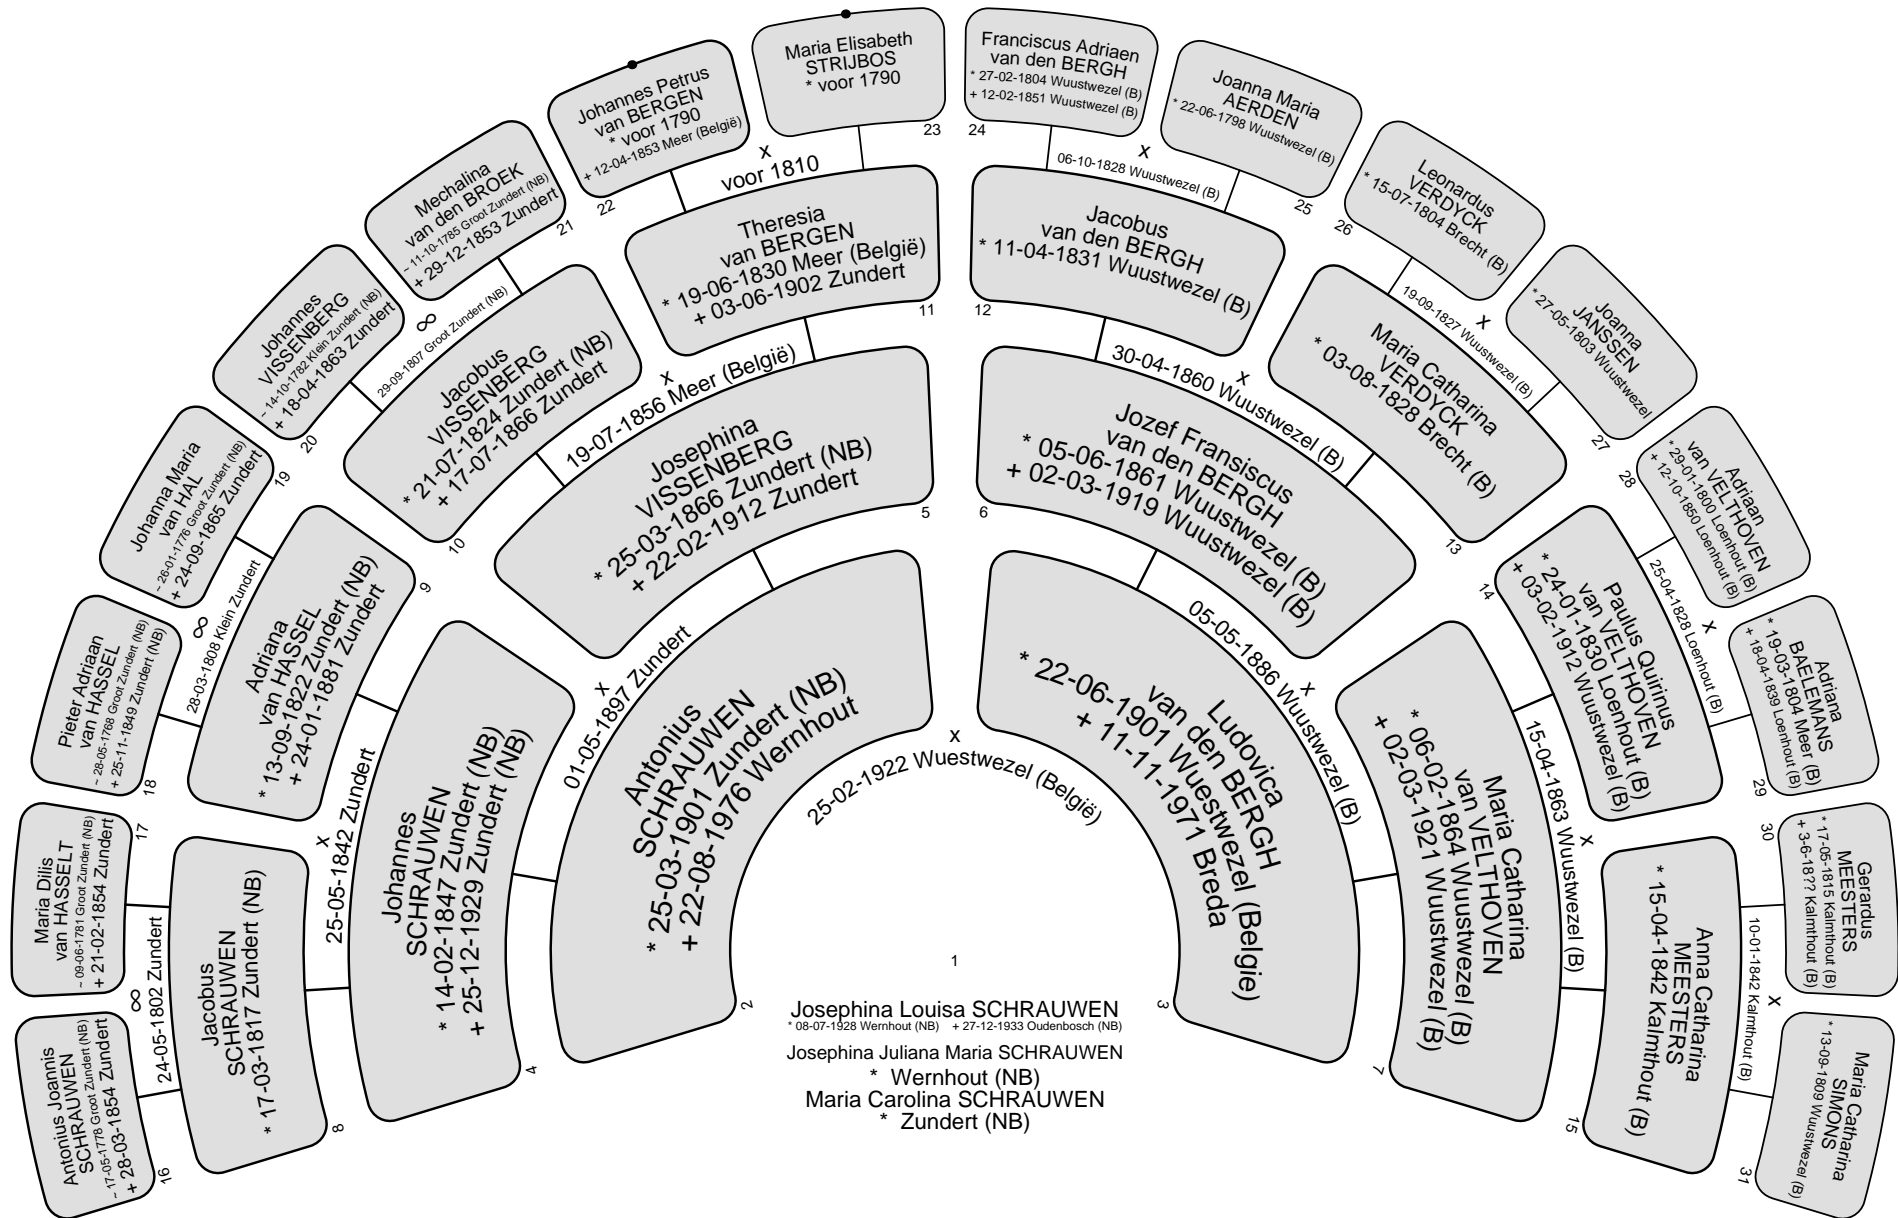 1
Josephina Louisa SCHRAUWEN
* 08-07-1928 Wernhout (NB) + 27-12-1933 Oudenbosch (NB)
Josephina Juliana Maria SCHRAUWEN
* Wernhout (NB)
Maria Carolina SCHRAUWEN
* Zundert (NB)
2
Antonius
SCHRAUWEN
* 25-03-1901 Zundert (NB)
+ 22-08-1976 Wernhout
x
25-02-1922 Wuestwezel (België)
3
Ludovica
van den BERGH
* 22-06-1901 Wuestwezel (Belgie)
+ 11-11-1971 Breda
4
Johannes
SCHRAUWEN
* 14-02-1847 Zundert (NB)
+ 25-12-1929 Zundert (NB)
x
01-05-1897 Zundert
5
Josephina
VISSENBERG
* 25-03-1866 Zundert (NB)
+ 22-02-1912 Zundert
6
Jozef Fransiscus
van den BERGH
* 05-06-1861 Wuustwezel (B)
+ 02-03-1919 Wuustwezel (B)
x
05-05-1886 Wuustwezel (B)
7
Maria Catharina
van VELTHOVEN
* 06-02-1864 Wuustwezel (B)
+ 02-03-1921 Wuustwezel (B)
8
Jacobus
SCHRAUWEN
* 17-03-1817 Zundert (NB)
x
25-05-1842 Zundert
9
Adriana
van HASSEL
* 13-09-1822 Zundert (NB)
+ 24-01-1881 Zundert
10
Jacobus
VISSENBERG
* 21-07-1824 Zundert (NB)
+ 17-07-1866 Zundert
x
19-07-1856 Meer (België)
11
Theresia
van BERGEN
* 19-06-1830 Meer (België)
+ 03-06-1902 Zundert
12
Jacobus
van den BERGH
* 11-04-1831 Wuustwezel (B)
x
30-04-1860 Wuustwezel (B)
13
Maria Catharina
VERDYCK
* 03-08-1828 Brecht (B)
14
Paulus Quirinus
van VELTHOVEN
* 24-01-1830 Loenhout (B)
+ 03-02-1912 Wuustwezel (B)
x
15-04-1863 Wuustwezel (B)
15
Anna Catharina
MEESTERS
* 15-04-1842 Kalmthout (B)
16
Antonius Joannis
SCHRAUWEN
~ 17-05-1778 Groot Zundert (NB)
+ 28-03-1854 Zundert
∞
24-05-1802 Zundert
17
Maria Dilis
van HASSELT
~ 09-06-1781 Groot Zundert (NB)
+ 21-02-1854 Zundert
18
Pieter Adriaan
van HASSEL
~ 28-05-1768 Groot Zundert (NB)
+ 25-11-1849 Zundert (NB)
∞
28-03-1808 Klein Zundert
19
Johanna Maria
van HAL
~ 26-01-1776 Groot Zundert (NB)
+ 24-09-1865 Zundert
20
Johannes
VISSENBERG
~ 14-10-1782 Klein Zundert (NB)
+ 18-04-1863 Zundert
∞
29-09-1807 Groot Zundert (NB)
21
Mechalina
van den BROEK
~ 11-10-1785 Groot Zundert (NB)
+ 29-12-1853 Zundert
22
Johannes Petrus
van BERGEN
* voor 1790
+ 12-04-1853 Meer (België)
x
voor 1810
23
Maria Elisabeth
STRIJBOS
* voor 1790
24
Franciscus Adriaen
van den BERGH
* 27-02-1804 Wuustwezel (B)
+ 12-02-1851 Wuustwezel (B)
x
06-10-1828 Wuustwezel (B)
25
Joanna Maria
AERDEN
* 22-06-1798 Wuustwezel (B)
26
Leonardus
VERDYCK
* 15-07-1804 Brecht (B)
x
19-09-1827 Wuustwezel (B)
27
Joanna
JANSSEN
* 27-05-1803 Wuustwezel
28
Adriaan
van VELTHOVEN
* 29-01-1800 Loenhout (B)
+ 12-10-1850 Loenhout (B)
x
25-04-1828 Loenhout (B)
29
Adriana
BAELEMANS
* 19-03-1804 Meer (B)
+ 18-04-1839 Loenhout (B)
30
Gerardus
MEESTERS
* 17-05-1815 Kalmthout (B)
+ 3-6-18?? Kalmthout (B)
x
10-01-1842 Kalmthout (B)
31
Maria Catharina
SIMONS
* 13-09-1809 Wuustwezel (B)